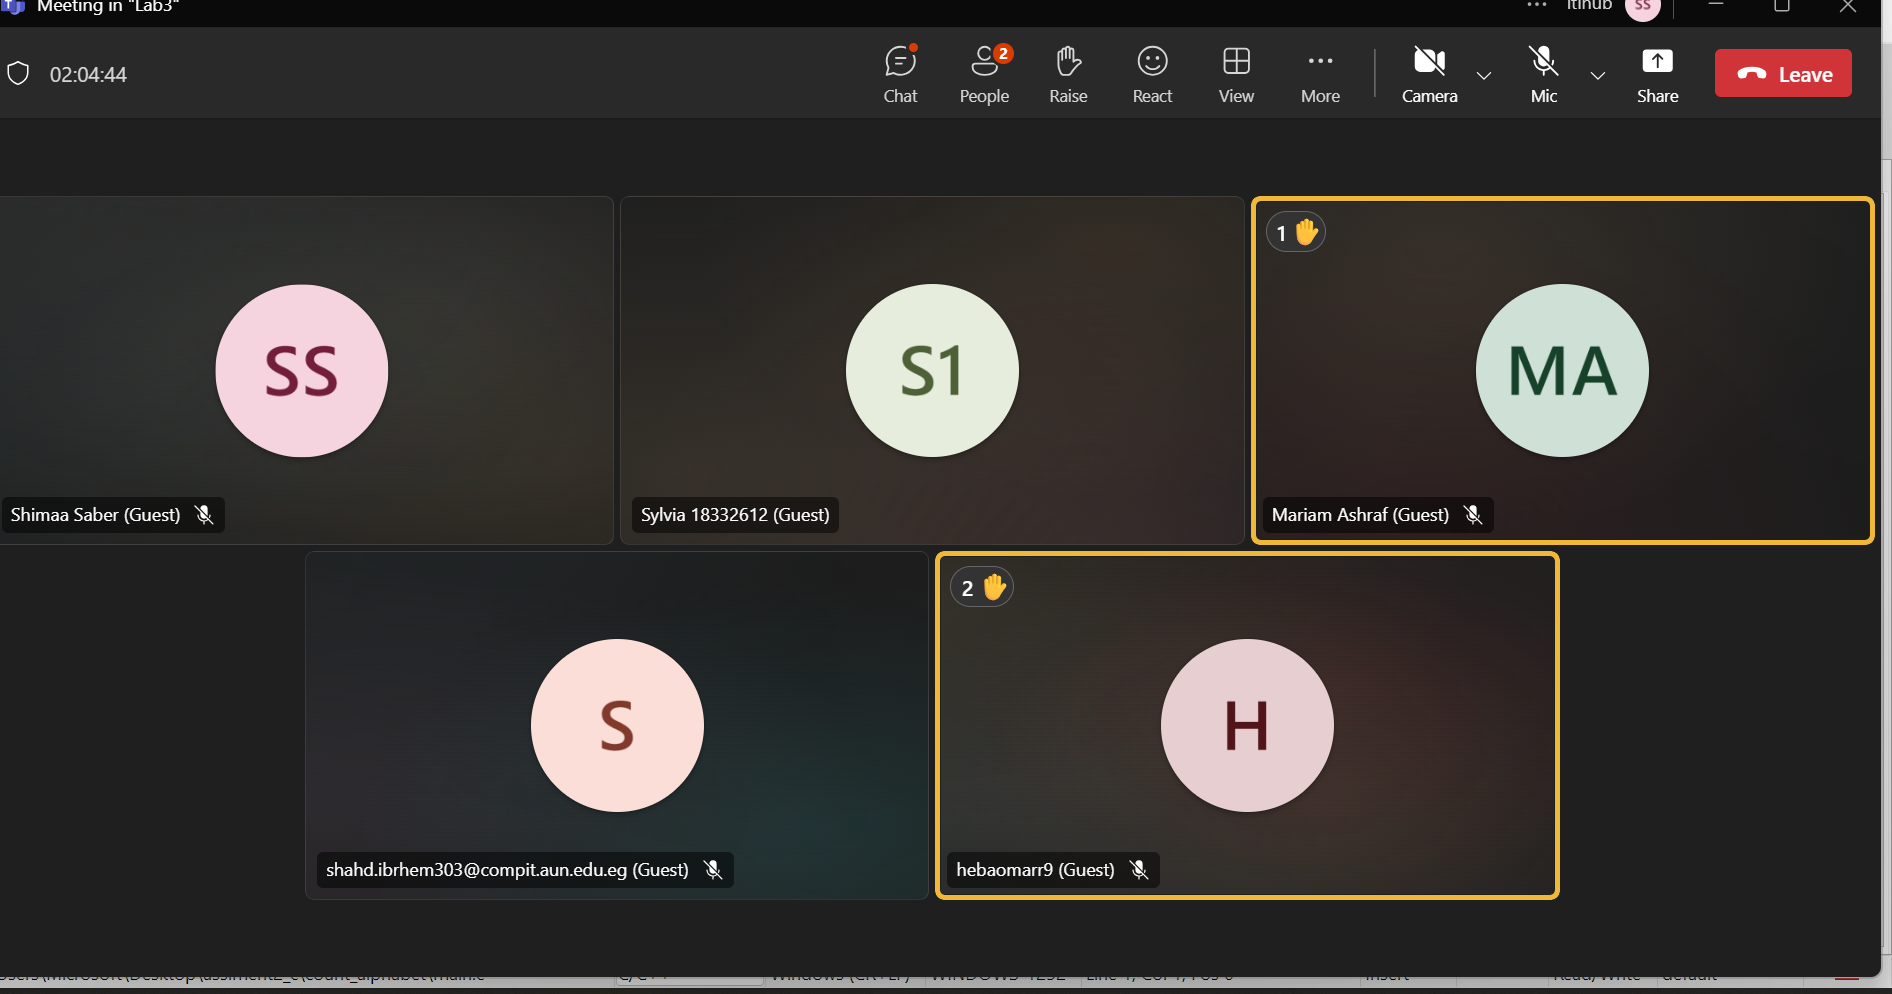 Meeting in "Lab3"
itihub SS
02:04:44
2
Chat People Raise React View More Camera Mic Share Leave
1
SS S1 MA
Shimaa Saber (Guest) Sylvia 18332612 (Guest) Mariam Ashraf (Guest)
2
S H
shahd.ibrhem303@compit.aun.edu.eg (Guest) hebaomarr9 (Guest)